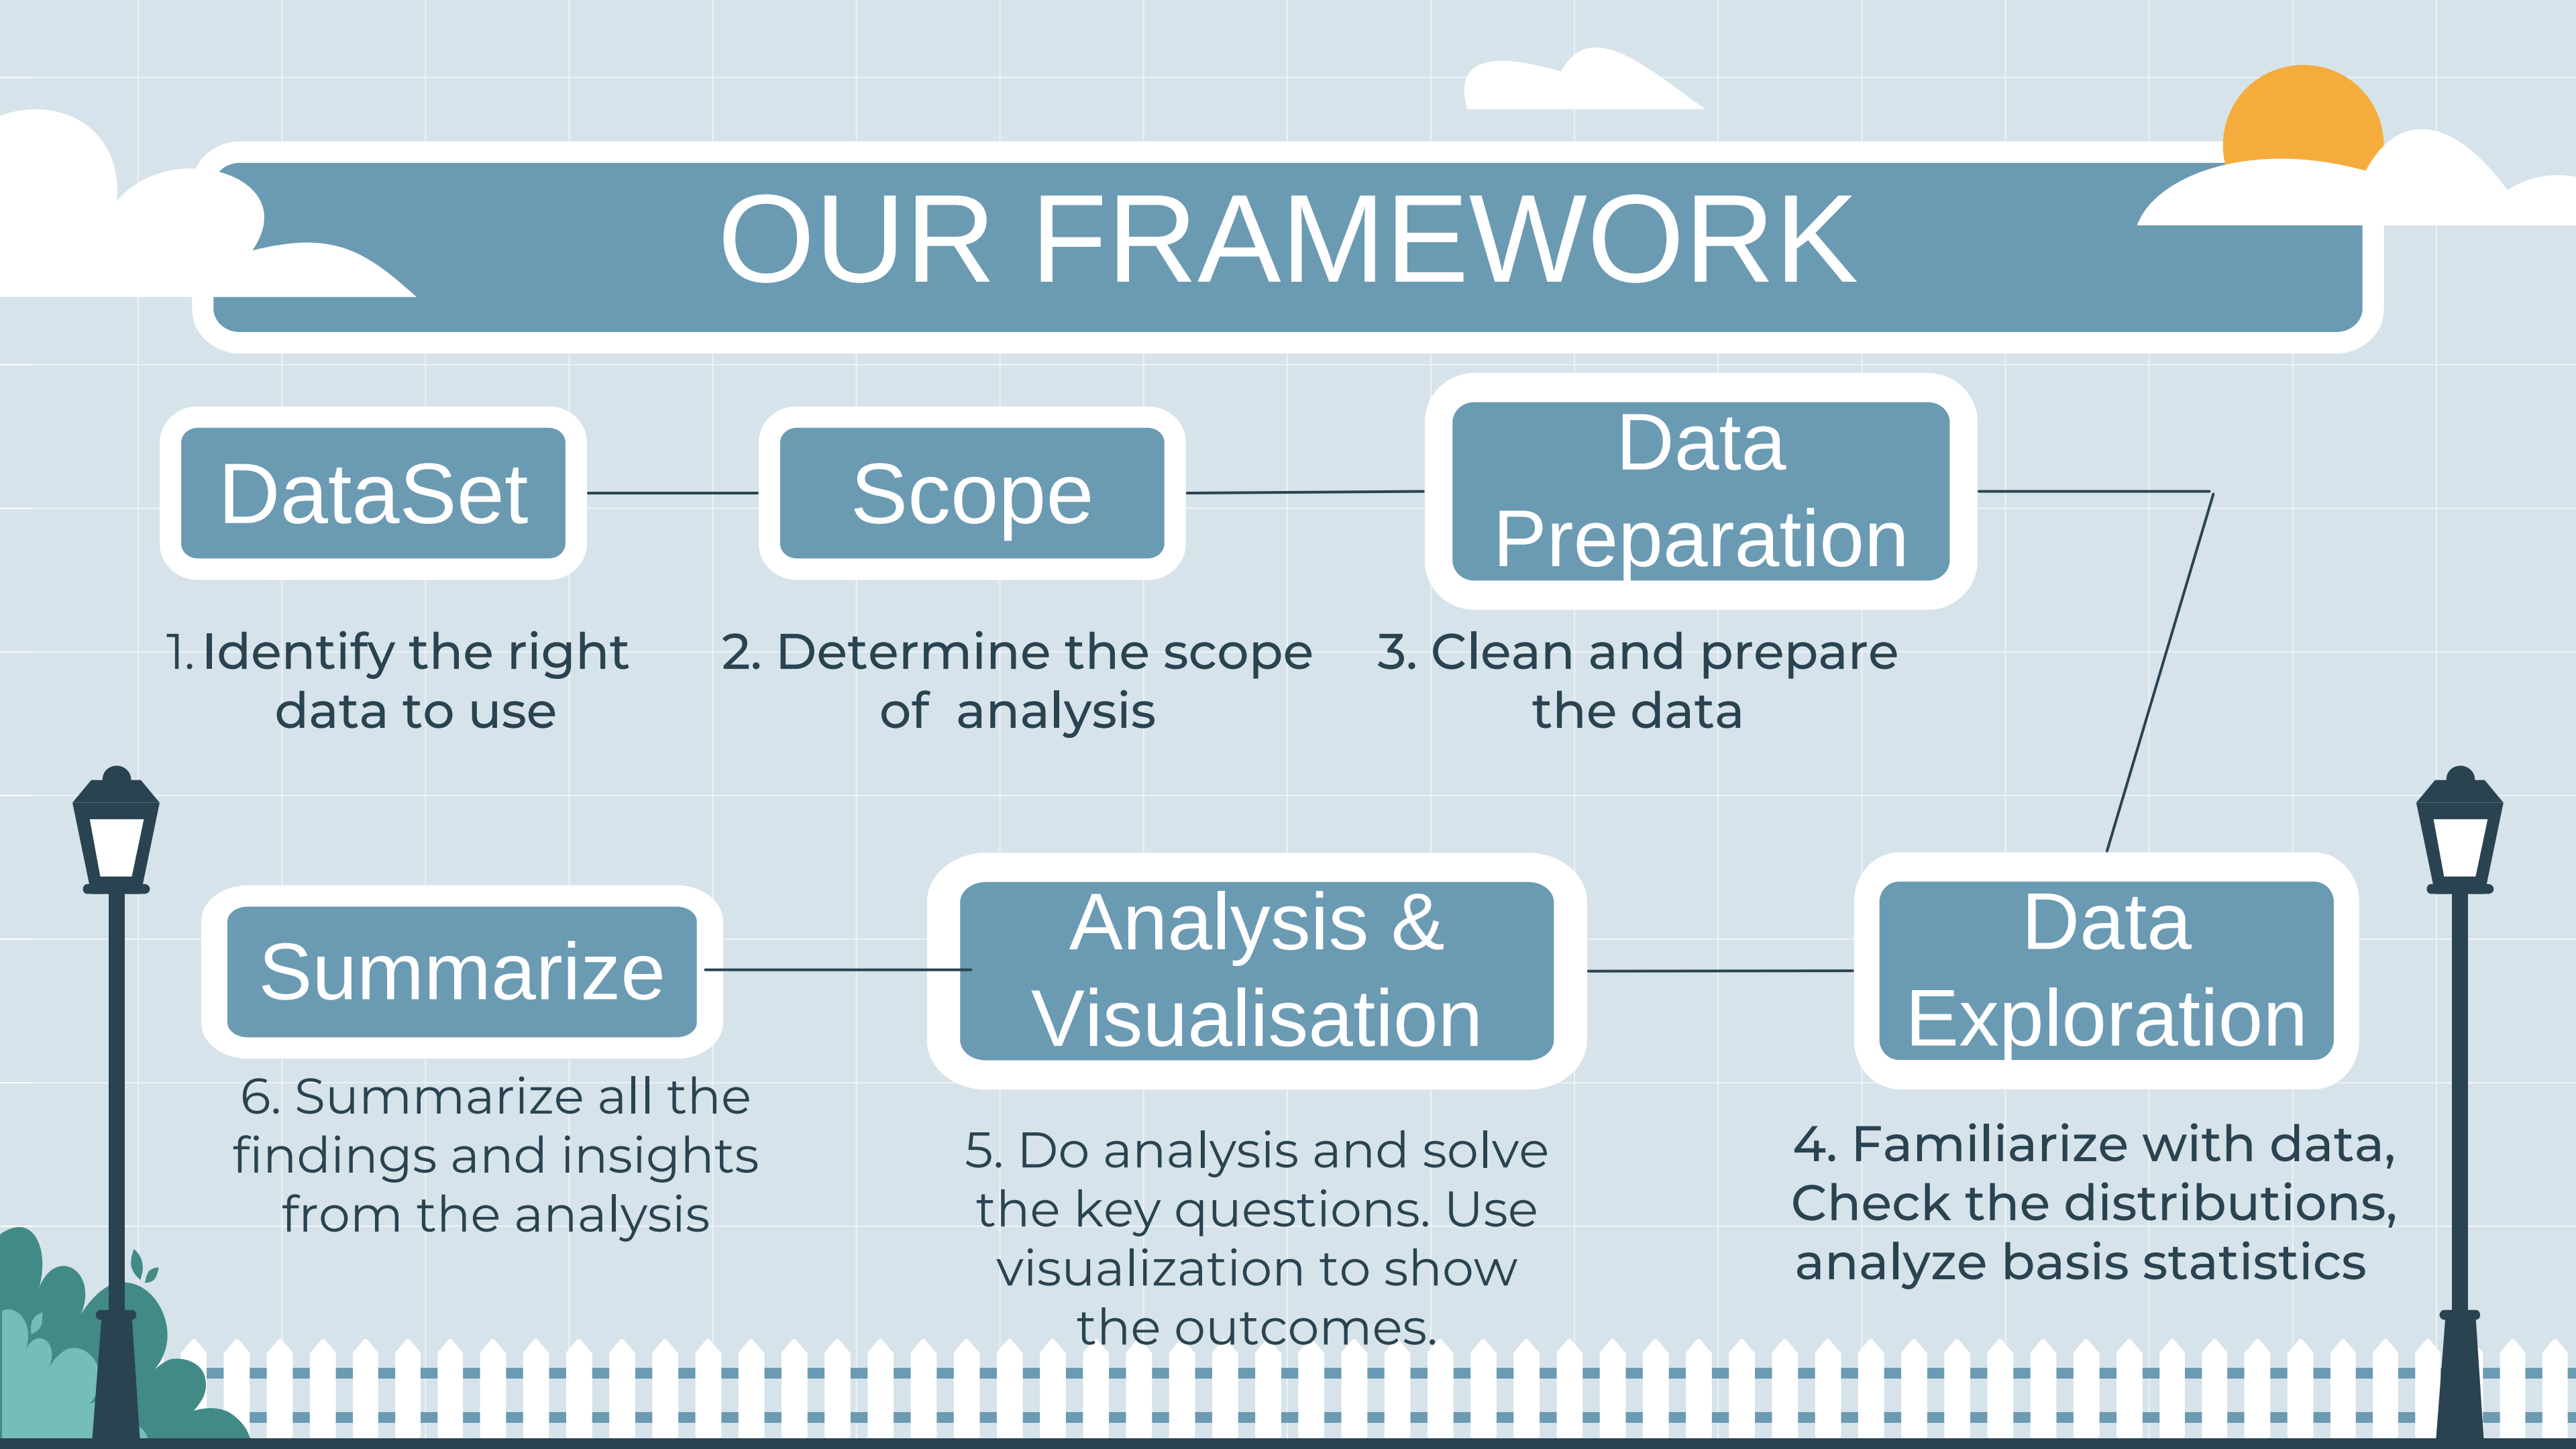 OUR FRAMEWORK
DataSet
1. Identify the right
data to use
Scope
2. Determine the scope
of  analysis
Data
Preparation
3. Clean and prepare
the data
Data
Exploration
4. Familiarize with data,
Check the distributions,
analyze basis statistics
Analysis &
Visualisation
5. Do analysis and solve
the key questions. Use
visualization to show
the outcomes.
Summarize
6. Summarize all the
findings and insights
from the analysis